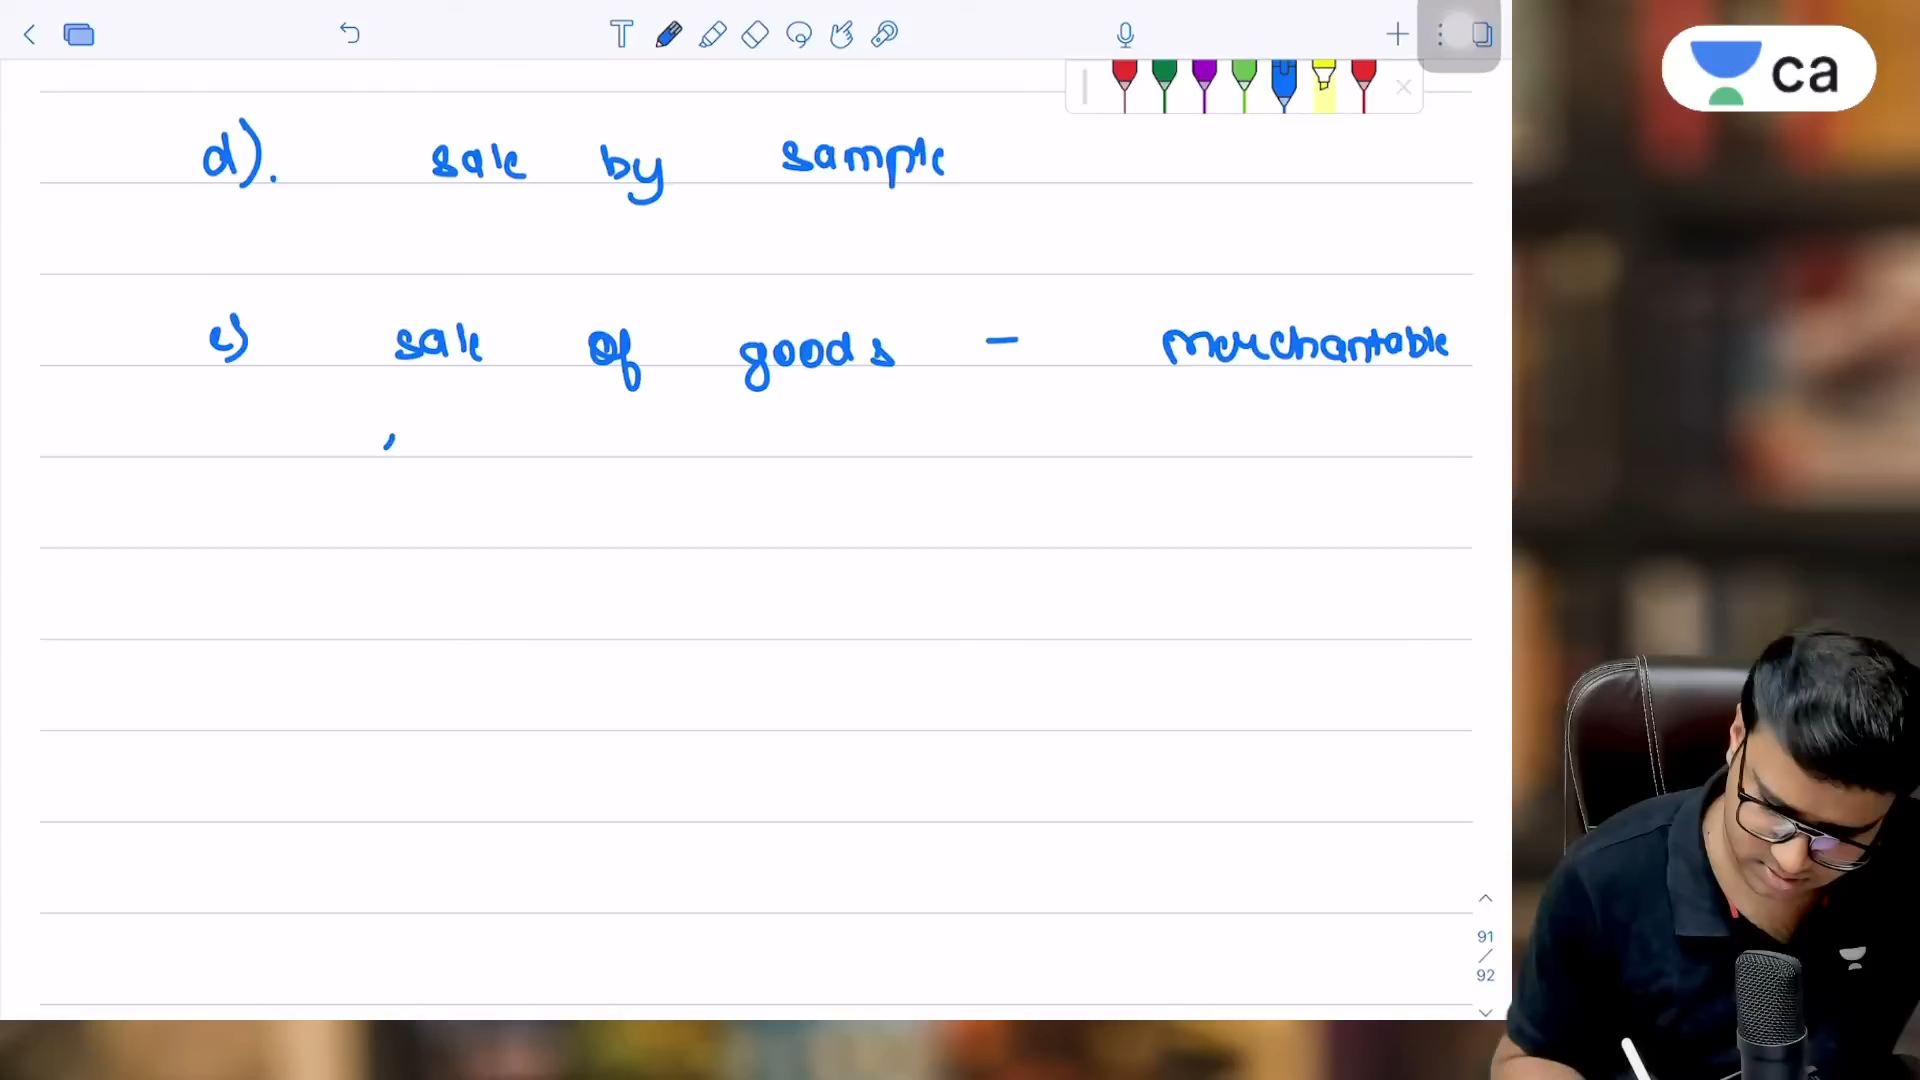 T
ca
d). sale by sample
e) sale of goods - merchantable
,
91
/
92